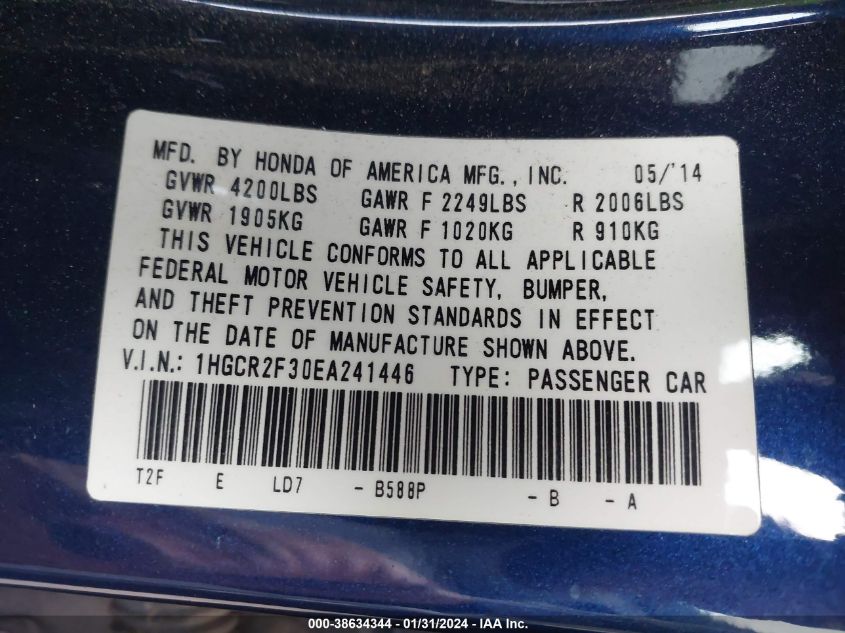 MFD. BY HONDA OF AMERICA MFG., INC. 05/'14
GVWR 4200LBS GAWR F 2249LBS R 2006LBS
GVWR 1905KG GAWR F 1020KG R 910KG
THIS VEHICLE CONFORMS TO ALL APPLICABLE
FEDERAL MOTOR VEHICLE SAFETY, BUMPER,
AND THEFT PREVENTION STANDARDS IN EFFECT
ON THE DATE OF MANUFACTURE SHOWN ABOVE.
V.I.N.: 1HGCR2F30EA241446 TYPE: PASSENGER CAR
T2F E LD7 - B588P - B - A
000-38634344 - 01/31/2024 - IAA Inc.